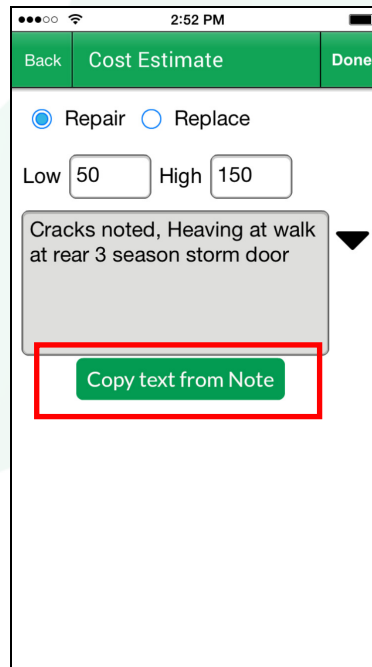 2:52 PM
Back Cost Estimate Done
Repair Replace
Low 50 High 150
Cracks noted, Heaving at walk
at rear 3 season storm door
Copy text from Note